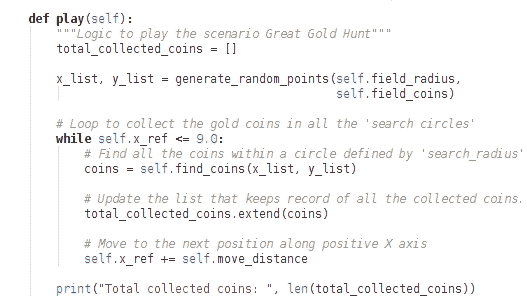 def play(self):
    """Logic to play the scenario Great Gold Hunt"""
    total_collected_coins = []

    x_list, y_list = generate_random_points(self.field_radius,
                                            self.field_coins)

    # Loop to collect the gold coins in all the 'search circles'
    while self.x_ref <= 9.0:
        # Find all the coins within a circle defined by 'search_radius'
        coins = self.find_coins(x_list, y_list)

        # Update the list that keeps record of all the collected coins.
        total_collected_coins.extend(coins)

        # Move to the next position along positive X axis
        self.x_ref += self.move_distance

    print("Total collected coins: ", len(total_collected_coins))